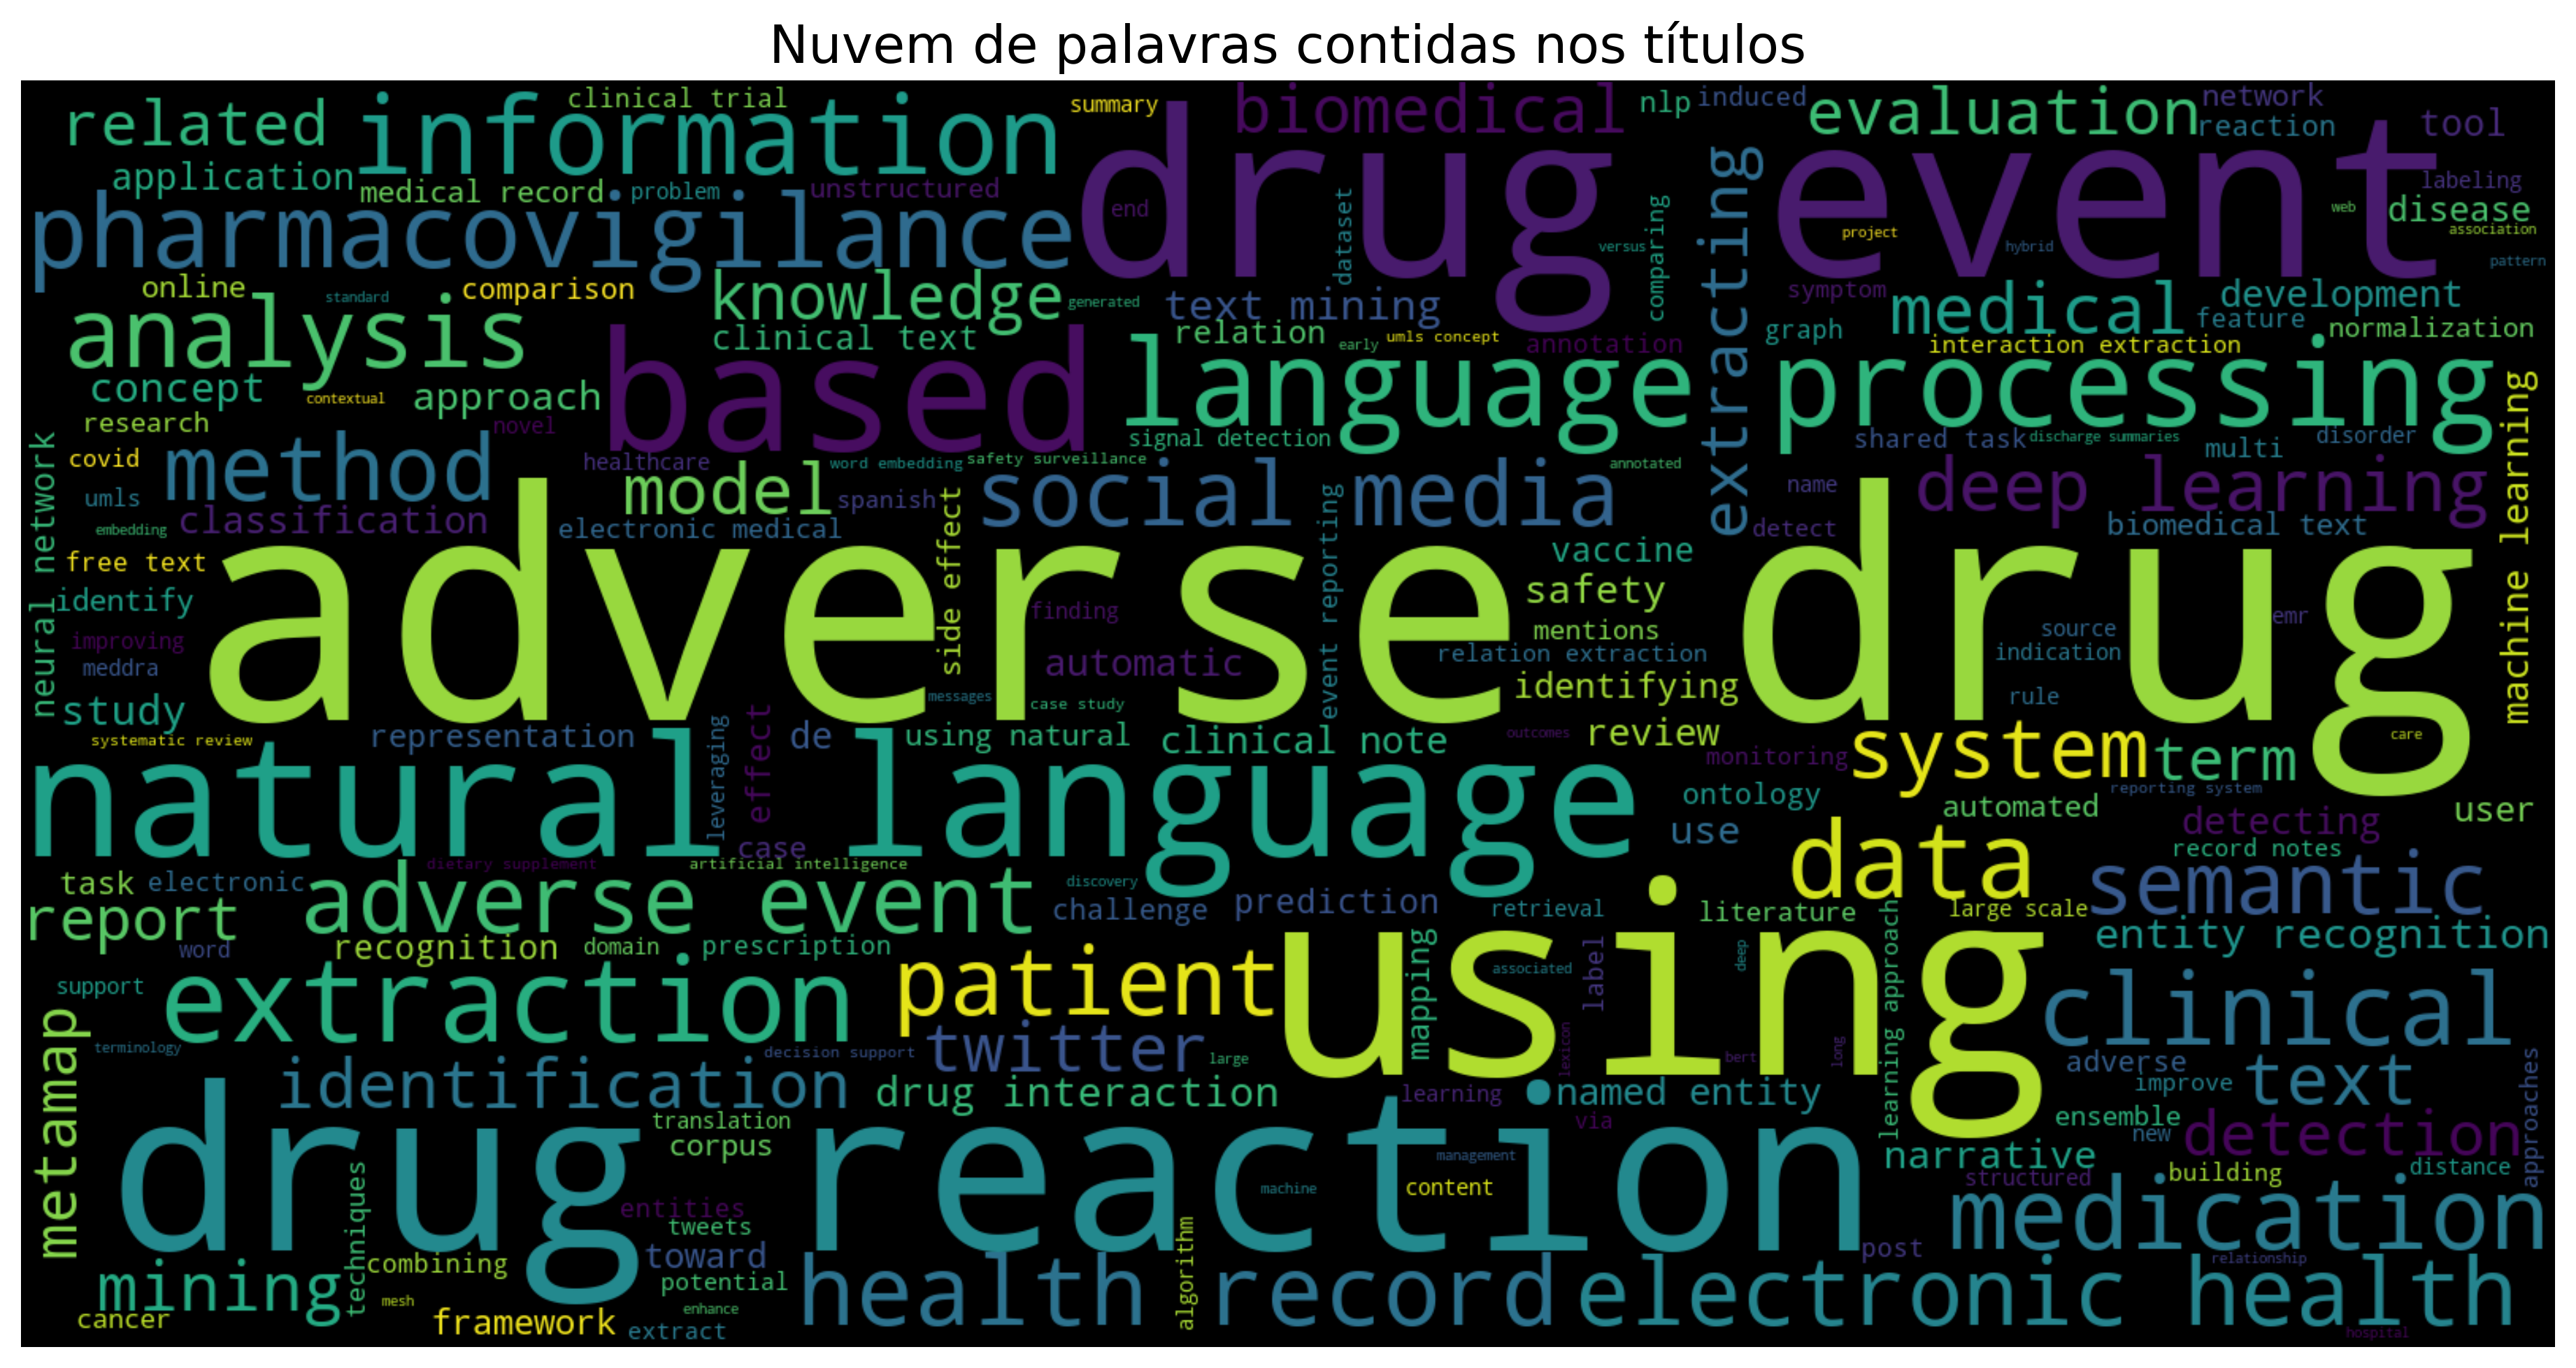 Nuvem de palavras contidas nos títulos
related
information
clinical trial
summary
drug
biomedical
nlp
induced
evaluation
network
reaction
tool
event
application
medical record
problem
unstructured
end
dataset
versus
comparing
extracting
labeling
web
disease
association
project
hybrid
pattern
pharmacovigilance
online
standard
comparison
knowledge
generated
text mining
symptom
medical
development
feature
normalization
analysis
clinical text
relation
early
umls concept
annotation
graph
interaction extraction
concept
contextual
approach
based
language
processing
machine learning
research
novel
signal detection
shared task
discharge summaries
multi
disorder
neural network
covid
method
healthcare
model
word embedding
safety surveillance
social media
annotated
name
deep learning
umls
embedding
classification
spanish
electronic medical
side effect
event reporting
detect
biomedical text
free text
adverse drug
vaccine
safety
identify
finding
mentions
source
emr
improving
meddra
automatic
relation extraction
indication
study
messages
case study
identifying
rule
systematic review
representation
leveraging
effect
de
using natural
clinical note
outcomes
review
monitoring
system
term
care
natural language
ontology
reporting system
automated
use
detecting
user
case
dietary supplement
artificial intelligence
data
record notes
task
electronic
adverse event
discovery
challenge
prediction
retrieval
literature
learning approach
large scale
semantic
report
word
recognition
domain
prescription
mapping
label
deep
entity recognition
support
extraction
patient
using
associated
clinical
metamap
terminology
identification
decision support
twitter
large
lexicon
bert
long
adverse
improve
text
approaches
drug interaction
learning
named entity
ensemble
drug reaction
translation
corpus
via
new
detection
management
narrative
structured
building
distance
techniques
entities
tweets
machine
content
medication
mining
combining
toward
potential
algorithm
post
relationship
cancer
mesh
framework
enhance
extract
health record
electronic health
hospital